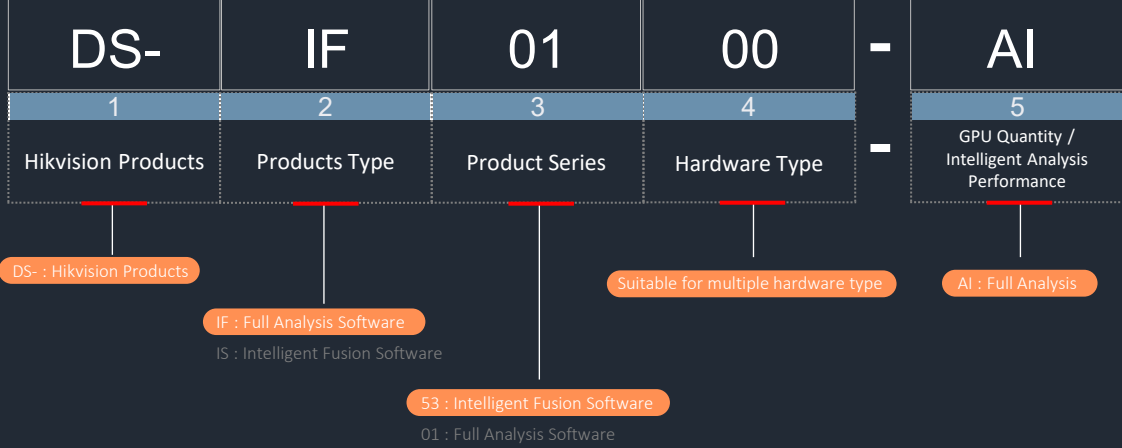 DS- IF 01 00 - AI
1 2 3 4 5
Hikvision Products
Products Type
Product Series
Hardware Type
-
GPU Quantity /
Intelligent Analysis
Performance
DS- : Hikvision Products
Suitable for multiple hardware type
AI : Full Analysis
IF : Full Analysis Software
IS : Intelligent Fusion Software
53 : Intelligent Fusion Software
01 : Full Analysis Software